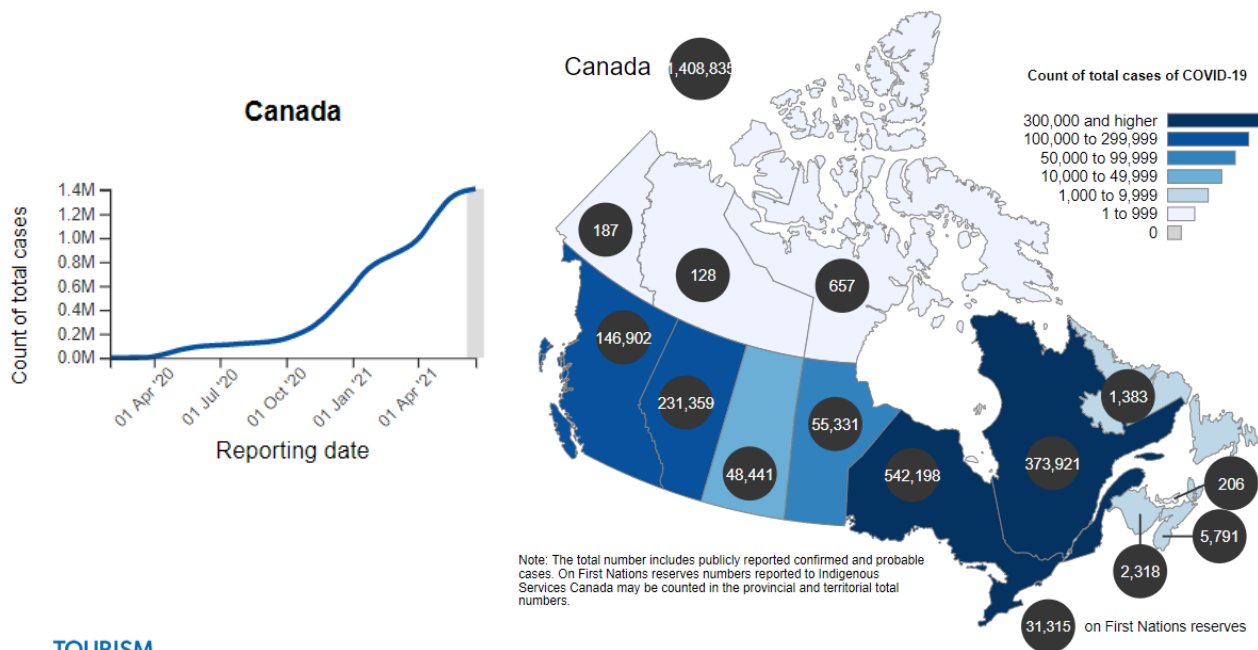 Canada
1.4M
1.2M
1.0M
0.8M
0.6M
0.4M
0.2M
0.0M
Count of total cases
01 Apr '20
01 Jul '20
01 Oct '20
01 Jan '21
01 Apr '21
Reporting date
TOURISM
Canada
1,408,835
Count of total cases of COVID-19
300,000 and higher
100,000 to 299,999
50,000 to 99,999
10,000 to 49,999
1,000 to 9,999
1 to 999
0
187
128
657
146,902
231,359
48,441
55,331
542,198
373,921
1,383
206
5,791
2,318
Note: The total number includes publicly reported confirmed and probable
cases. On First Nations reserves numbers reported to Indigenous
Services Canada may be counted in the provincial and territorial total
numbers.
31,315 on First Nations reserves